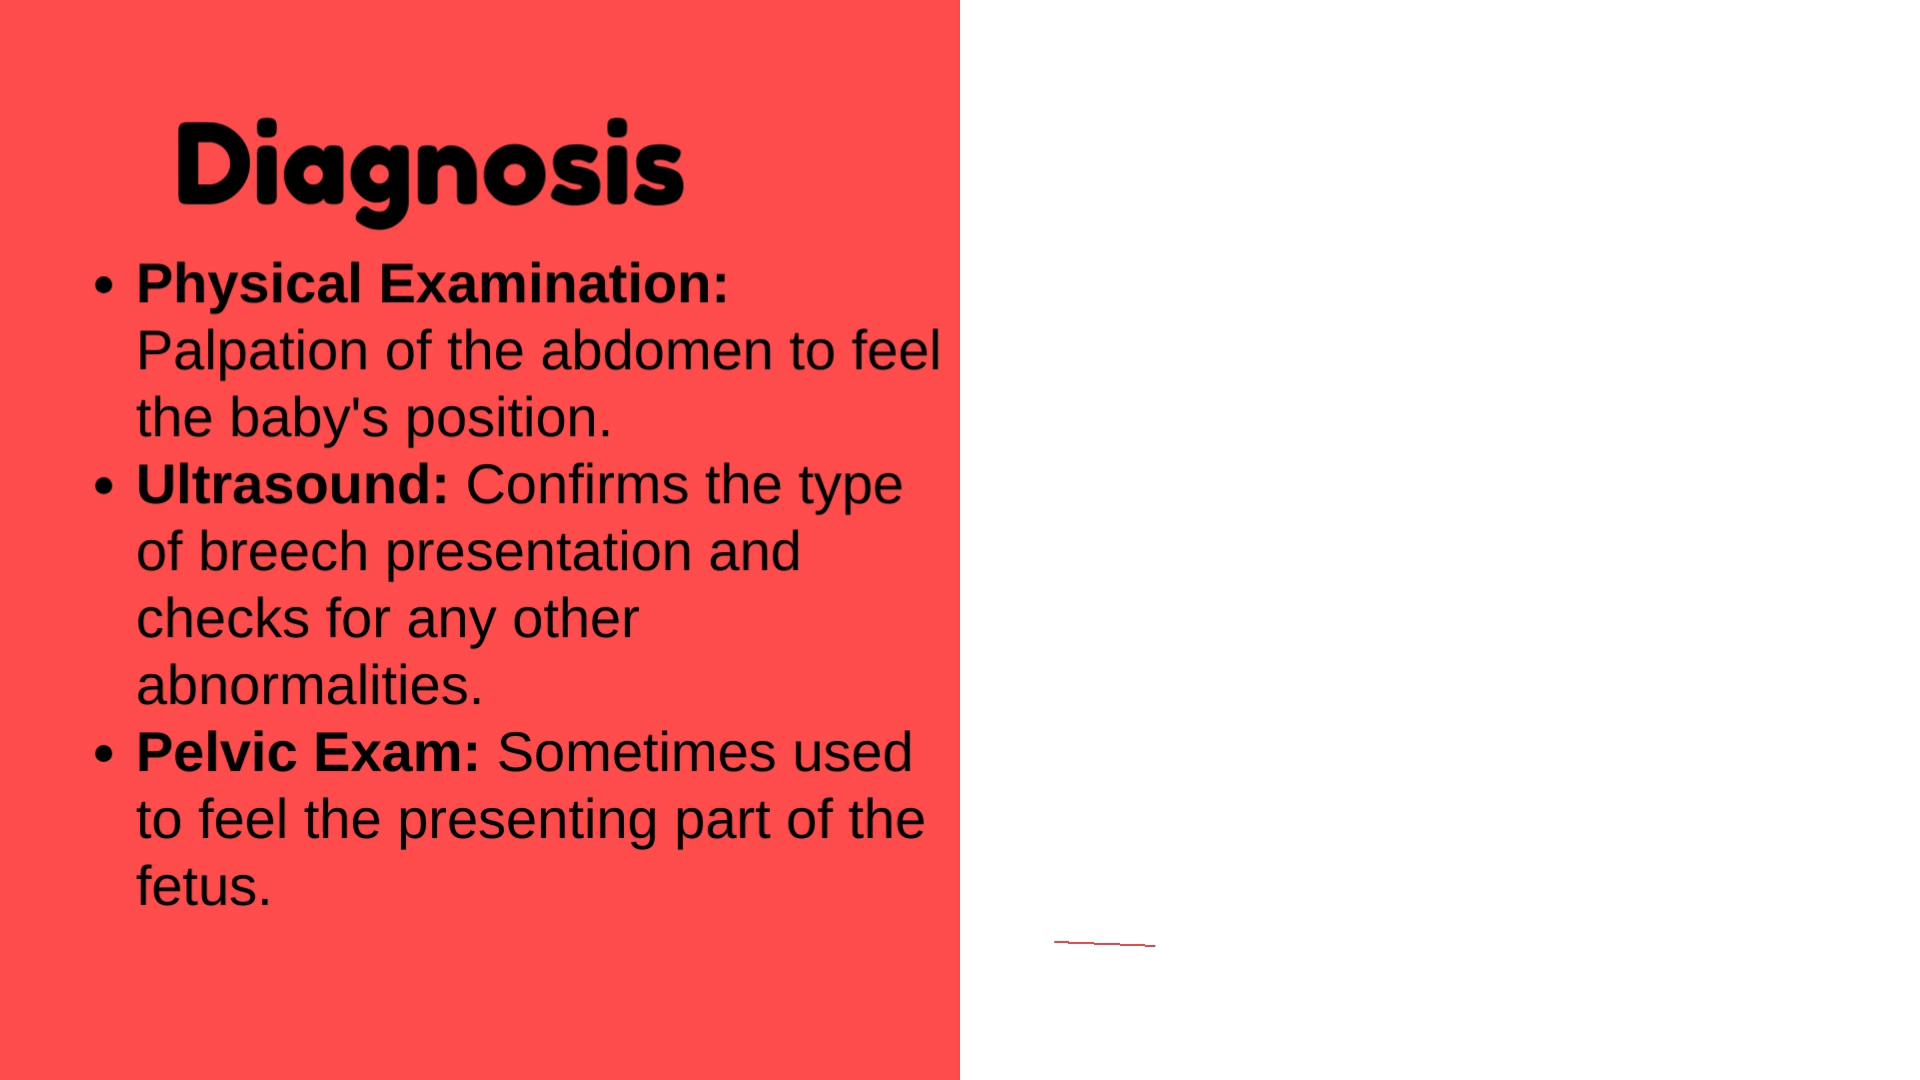 Diagnosis
• Physical Examination:
Palpation of the abdomen to feel
the baby's position.
• Ultrasound: Confirms the type
of breech presentation and
checks for any other
abnormalities.
• Pelvic Exam: Sometimes used
to feel the presenting part of the
fetus.